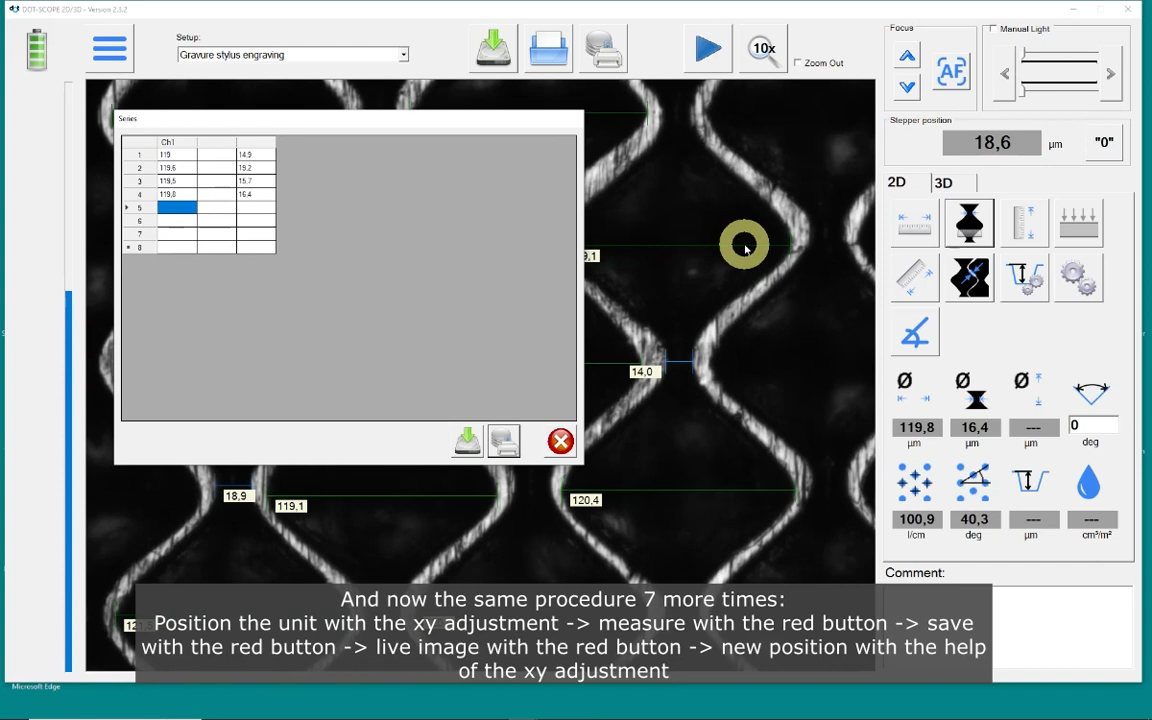 DOT-SCOPE 2D/3D - Version 2.3.2
Setup:
Gravure stylus engraving
10x
Zoom Out
Focus
AF
Manual Light
Stepper position
18,6 µm "0"
2D 3D
Series
Ch1
1 119 14.9
2 119,6 19,2
3 119,5 15,7
4 119,8 16,4
5
6
7
* 8
9,1
14,0
18,9
119,1
120,4
Ø Ø Ø
119,8 16,4 --- 0
µm µm µm deg
100,9 40,3 --- ---
l/cm deg µm cm³/m²
Comment:
And now the same procedure 7 more times:
Position the unit with the xy adjustment -> measure with the red button -> save
with the red button -> live image with the red button -> new position with the help
of the xy adjustment
Microsoft Edge